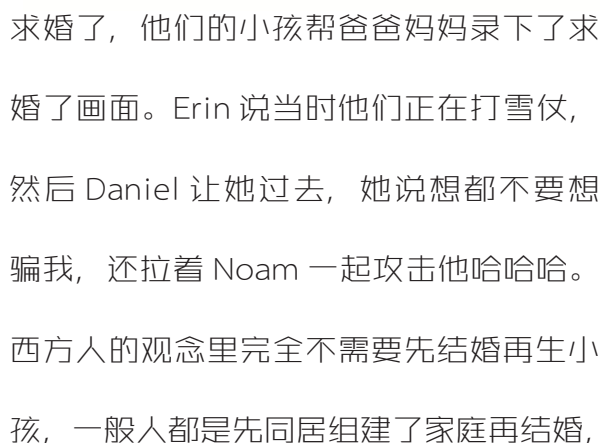 求婚了，他们的小孩帮爸爸妈妈录下了求
婚了画面。Erin 说当时他们正在打雪仗，
然后 Daniel 让她过去，她说想都不要想
骗我，还拉着 Noam 一起攻击他哈哈哈。
西方人的观念里完全不需要先结婚再生小
孩，一般人都是先同居组建了家庭再结婚，